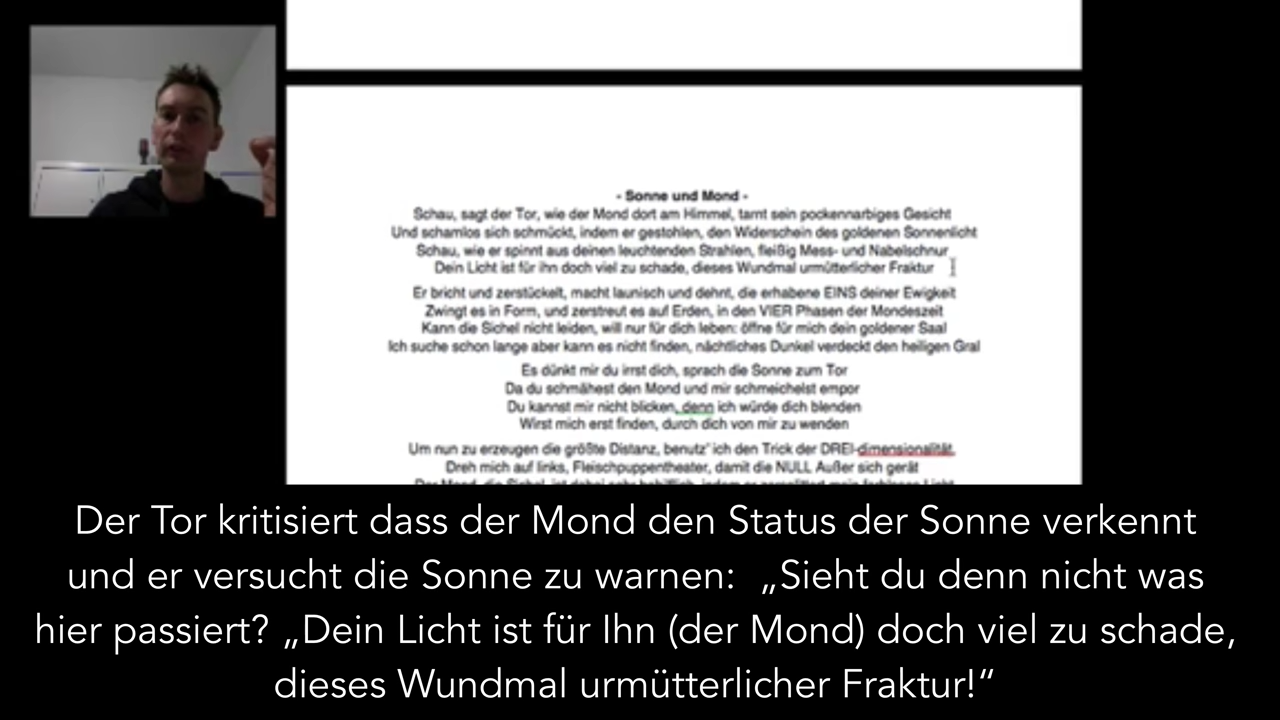 - Sonne und Mond -
Schau, sagt der Tor, wie der Mond dort am Himmel, tarnt sein pockennarbiges Gesicht
Und schamlos sich schmückt, indem er gestohlen, den Widerschein des goldenen Sonnenlicht
Schau, wie er spinnt aus deinen leuchtenden Strahlen, fleißig Mess- und Nabelschnur
Dein Licht ist für ihn doch viel zu schade, dieses Wundmal urmütterlicher Fraktur
Er bricht und zerstückelt, macht launisch und dehnt, die erhabene EINS deiner Ewigkeit
Zwingt es in Form, und zerstreut es auf Erden, in den VIER Phasen der Mondeszeit
Kann die Sichel nicht leiden, will nur für dich leben: öffne für mich dein goldener Saal
Ich suche schon lange aber kann es nicht finden, nächtliches Dunkel verdeckt den heiligen Gral
Es dünkt mir du irrst dich, sprach die Sonne zum Tor
Da du schmähest den Mond und mir schmeichelst empor
Du kannst mir nicht blicken, denn ich würde dich blenden
Wirst mich erst finden, durch dich von mir zu wenden
Um nun zu erzeugen die größte Distanz, benutz' ich den Trick der DREI-dimensionalität.
Dreh mich auf links, Fleischpuppentheater, damit die NULL Außer sich gerät
Der Tor kritisiert dass der Mond den Status der Sonne verkennt
und er versucht die Sonne zu warnen: „Sieht du denn nicht was
hier passiert? „Dein Licht ist für Ihn (der Mond) doch viel zu schade,
dieses Wundmal urmütterlicher Fraktur!“